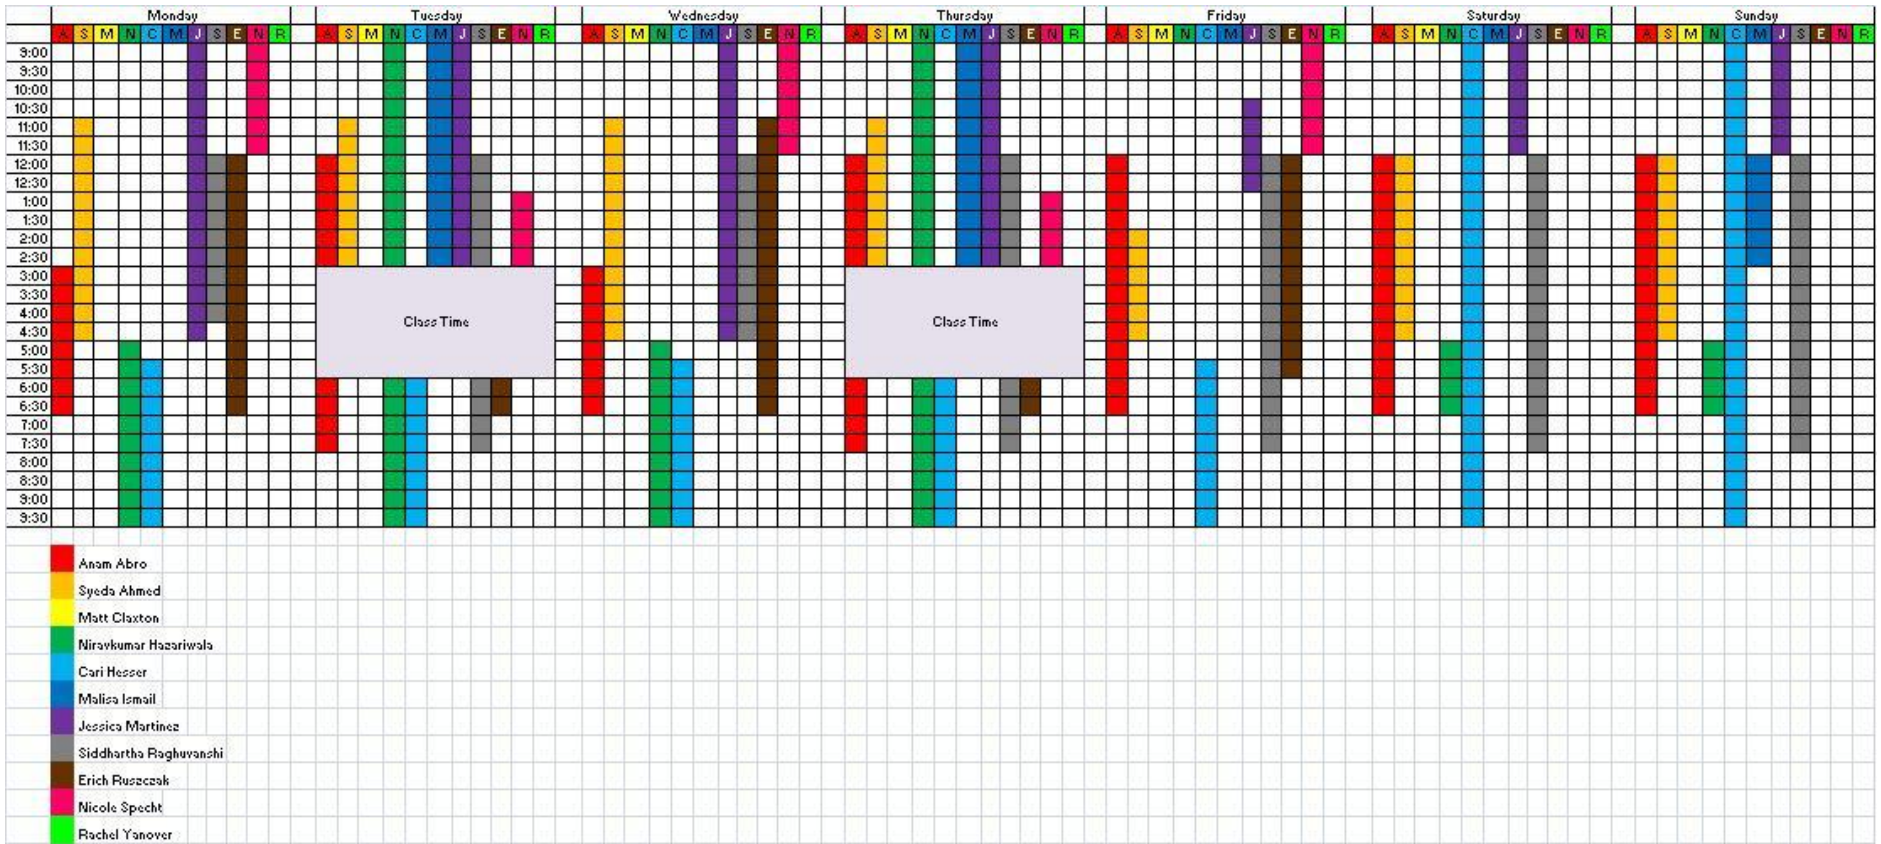 Monday Tuesday Wednesday Thursday Friday Saturday Sunday
A S M N C M J S E N R A S M N C M J S E N R A S M N C M J S E N R A S M N C M J S E N R A S M N C M J S E N R A S M N C M J S E N R A S M N C M J S E N R
9:00
9:30
10:00
10:30
11:00
11:30
12:00
12:30
1:00
1:30
2:00
2:30
3:00
3:30
4:00
Class Time Class Time
4:30
5:00
5:30
6:00
6:30
7:00
7:30
8:00
8:30
9:00
9:30
Anam Abro
Syeda Ahmed
Matt Claxton
Niravkumar Hazariwala
Cari Hesser
Malisa Ismail
Jessica Martinez
Siddhartha Raghuvanshi
Erich Ruszczak
Nicole Specht
Rachel Yanover